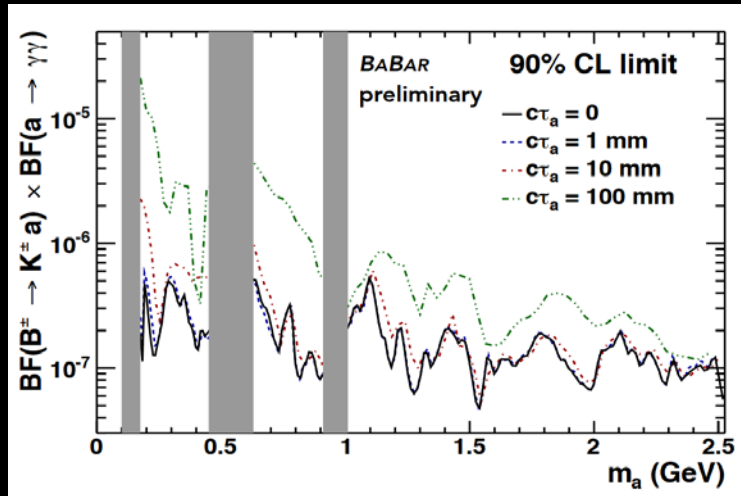 BF(B± → K± a) × BF(a → γγ)
10⁻⁵
10⁻⁶
10⁻⁷
BABAR
preliminary
90% CL limit
cτₐ = 0
cτₐ = 1 mm
cτₐ = 10 mm
cτₐ = 100 mm
0 0.5 1 1.5 2 2.5
mₐ (GeV)